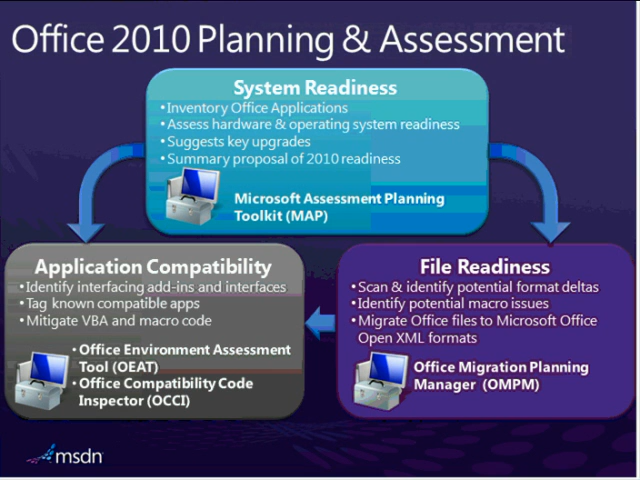 Office 2010 Planning & Assessment
System Readiness
•Inventory Office Applications
•Assess hardware & operating system readiness
•Suggests key upgrades
•Summary proposal of 2010 readiness
Microsoft Assessment Planning
Toolkit (MAP)
Application Compatibility
•Identify interfacing add-ins and interfaces
•Tag known compatible apps
•Mitigate VBA and macro code
• Office Environment Assessment
Tool (OEAT)
• Office Compatibility Code
Inspector (OCCI)
File Readiness
•Scan & identify potential format deltas
•Identify potential macro issues
•Migrate Office files to Microsoft Office
Open XML formats
Office Migration Planning
Manager (OMPM)
msdn